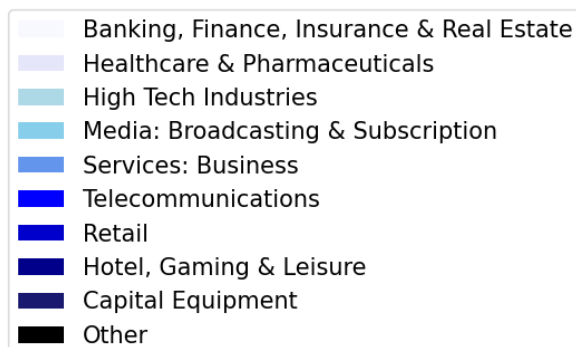 Banking, Finance, Insurance & Real Estate
Healthcare & Pharmaceuticals
High Tech Industries
Media: Broadcasting & Subscription
Services: Business
Telecommunications
Retail
Hotel, Gaming & Leisure
Capital Equipment
Other